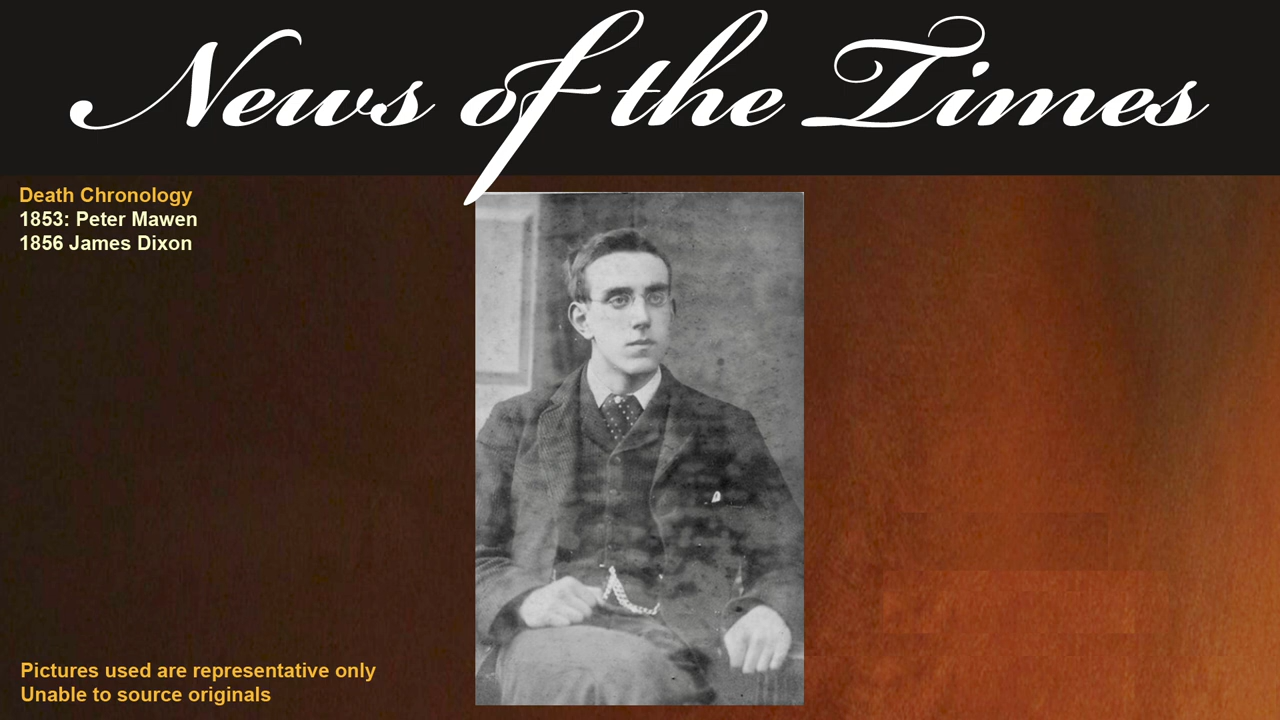 News of the Times
Death Chronology
1853: Peter Mawen
1856 James Dixon
Pictures used are representative only
Unable to source originals